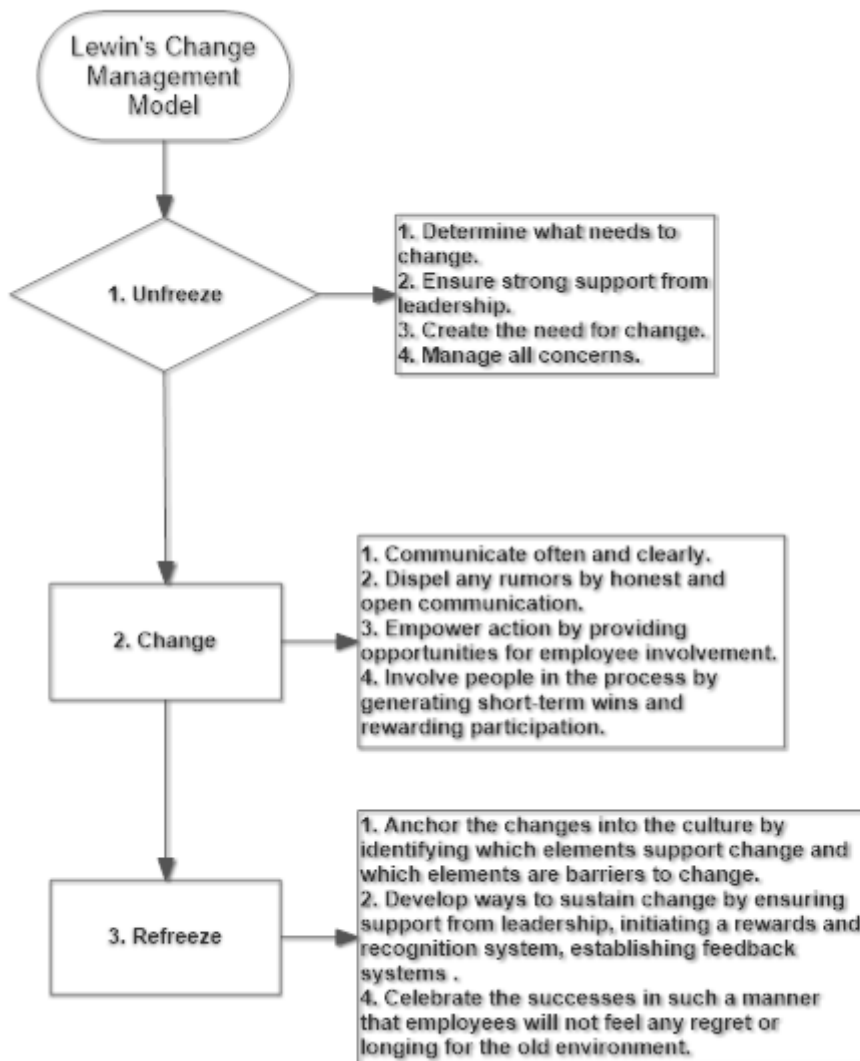 Lewin's Change
Management
Model
1. Unfreeze
1. Determine what needs to
change.
2. Ensure strong support from
leadership.
3. Create the need for change.
4. Manage all concerns.
2. Change
1. Communicate often and clearly.
2. Dispel any rumors by honest and
open communication.
3. Empower action by providing
opportunities for employee involvement.
4. Involve people in the process by
generating short-term wins and
rewarding participation.
3. Refreeze
1. Anchor the changes into the culture by
identifying which elements support change and
which elements are barriers to change.
2. Develop ways to sustain change by ensuring
support from leadership, initiating a rewards and
recognition system, establishing feedback
systems .
4. Celebrate the successes in such a manner
that employees will not feel any regret or
longing for the old environment.